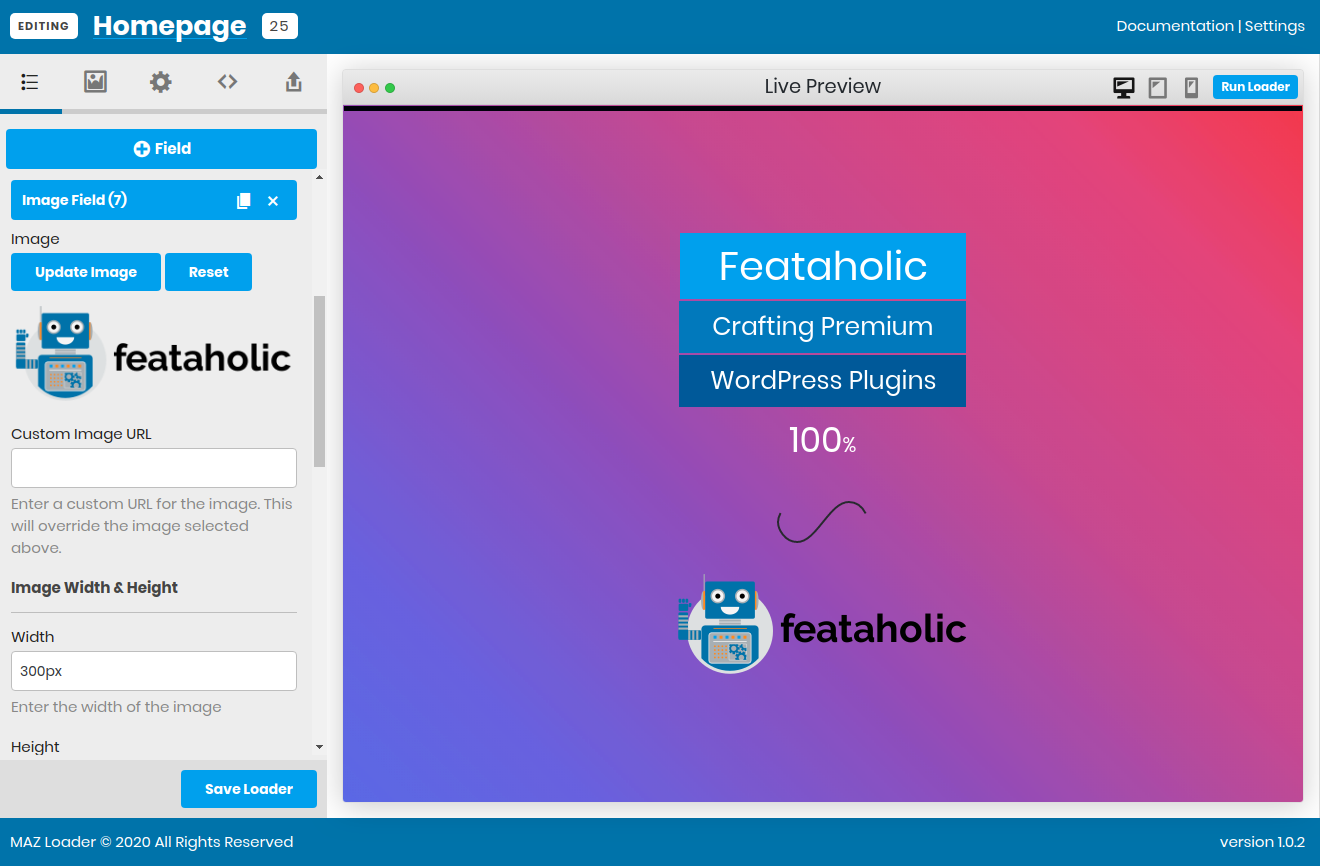 EDITING Homepage 25 Documentation | Settings
Live Preview Run Loader
Field
Image Field (7)
Image
Update Image Reset
feataholic
Custom Image URL
Enter a custom URL for the image. This
will override the image selected
above.
Image Width & Height
Width
300px
Enter the width of the image
Height
Save Loader
Feataholic
Crafting Premium
WordPress Plugins
100%
feataholic
MAZ Loader © 2020 All Rights Reserved version 1.0.2